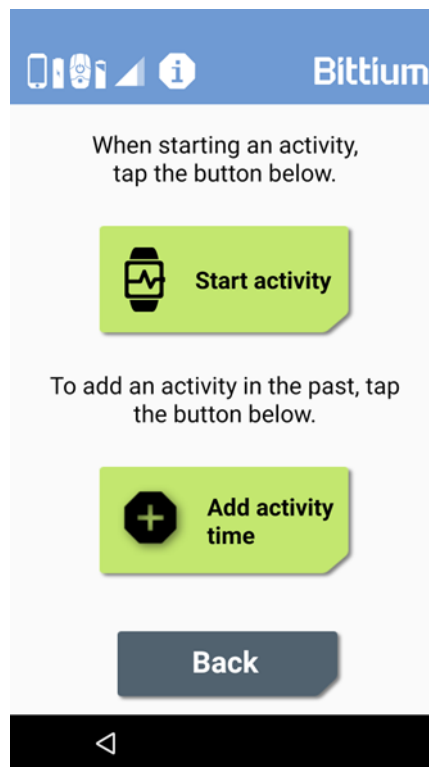 Bittium
When starting an activity,
tap the button below.
Start activity
To add an activity in the past, tap
the button below.
Add activity
time
Back